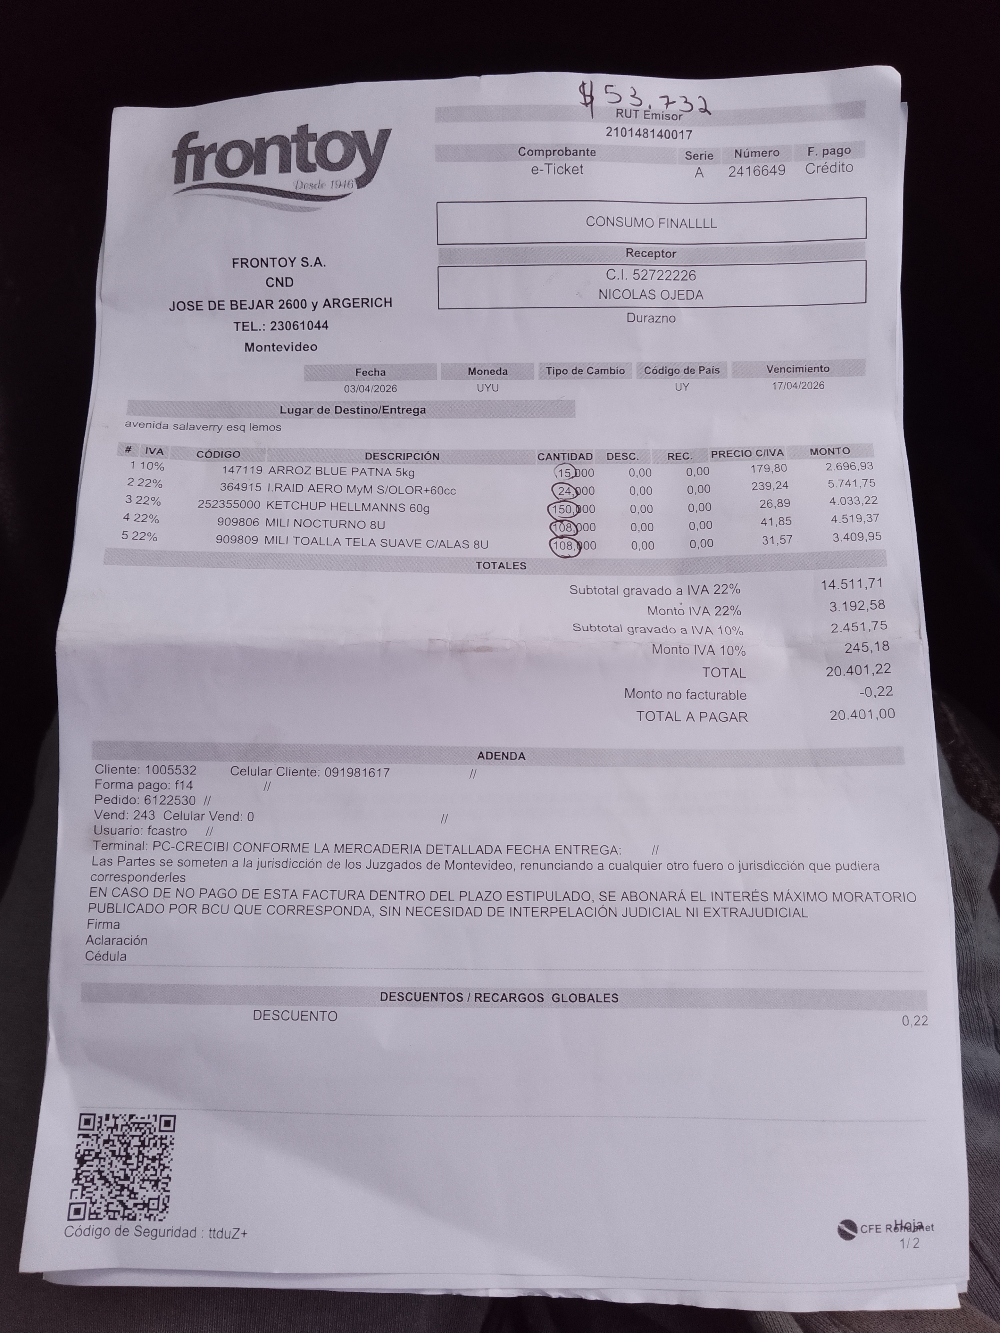 $ 53.732
frontoy
Desde 1946
RUT Emisor
210148140017
Comprobante Serie Número F. pago
e-Ticket A 2416649 Crédito
CONSUMO FINALLLL
Receptor
C.I. 52722226
NICOLAS OJEDA
Durazno
FRONTOY S.A.
CND
JOSE DE BEJAR 2600 y ARGERICH
TEL.: 23061044
Montevideo
Fecha Moneda Tipo de Cambio Código de País Vencimiento
03/04/2026 UYU UY 17/04/2026
Lugar de Destino/Entrega
avenida salaverry esq lemos
# IVA CÓDIGO DESCRIPCIÓN CANTIDAD DESC. REC. PRECIO C/IVA MONTO
1 10% 147119 ARROZ BLUE PATNA 5kg 15,000 0,00 0,00 179,80 2.696,93
2 22% 364915 I.RAID AERO MyM S/OLOR+60cc 24,000 0,00 0,00 239,24 5.741,75
3 22% 252355000 KETCHUP HELLMANNS 60g 150,000 0,00 0,00 26,89 4.033,22
4 22% 909806 MILI NOCTURNO 8U 108,000 0,00 0,00 41,85 4.519,37
5 22% 909809 MILI TOALLA TELA SUAVE C/ALAS 8U 108,000 0,00 0,00 31,57 3.409,95
TOTALES
Subtotal gravado a IVA 22% 14.511,71
Monto IVA 22% 3.192,58
Subtotal gravado a IVA 10% 2.451,75
Monto IVA 10% 245,18
TOTAL 20.401,22
Monto no facturable -0,22
TOTAL A PAGAR 20.401,00
ADENDA
Cliente: 1005532 Celular Cliente: 091981617 //
Forma pago: f14 //
Pedido: 6122530 //
Vend: 243 Celular Vend: 0 //
Usuario: fcastro //
Terminal: PC-CRECIBI CONFORME LA MERCADERIA DETALLADA FECHA ENTREGA: //
Las Partes se someten a la jurisdicción de los Juzgados de Montevideo, renunciando a cualquier otro fuero o jurisdicción que pudiera
corresponderles
EN CASO DE NO PAGO DE ESTA FACTURA DENTRO DEL PLAZO ESTIPULADO, SE ABONARÁ EL INTERÉS MÁXIMO MORATORIO
PUBLICADO POR BCU QUE CORRESPONDA, SIN NECESIDAD DE INTERPELACIÓN JUDICIAL NI EXTRAJUDICIAL
Firma
Aclaración
Cédula
DESCUENTOS / RECARGOS GLOBALES
DESCUENTO 0,22
Código de Seguridad : ttduZ+
CFE
Hoja
1/ 2